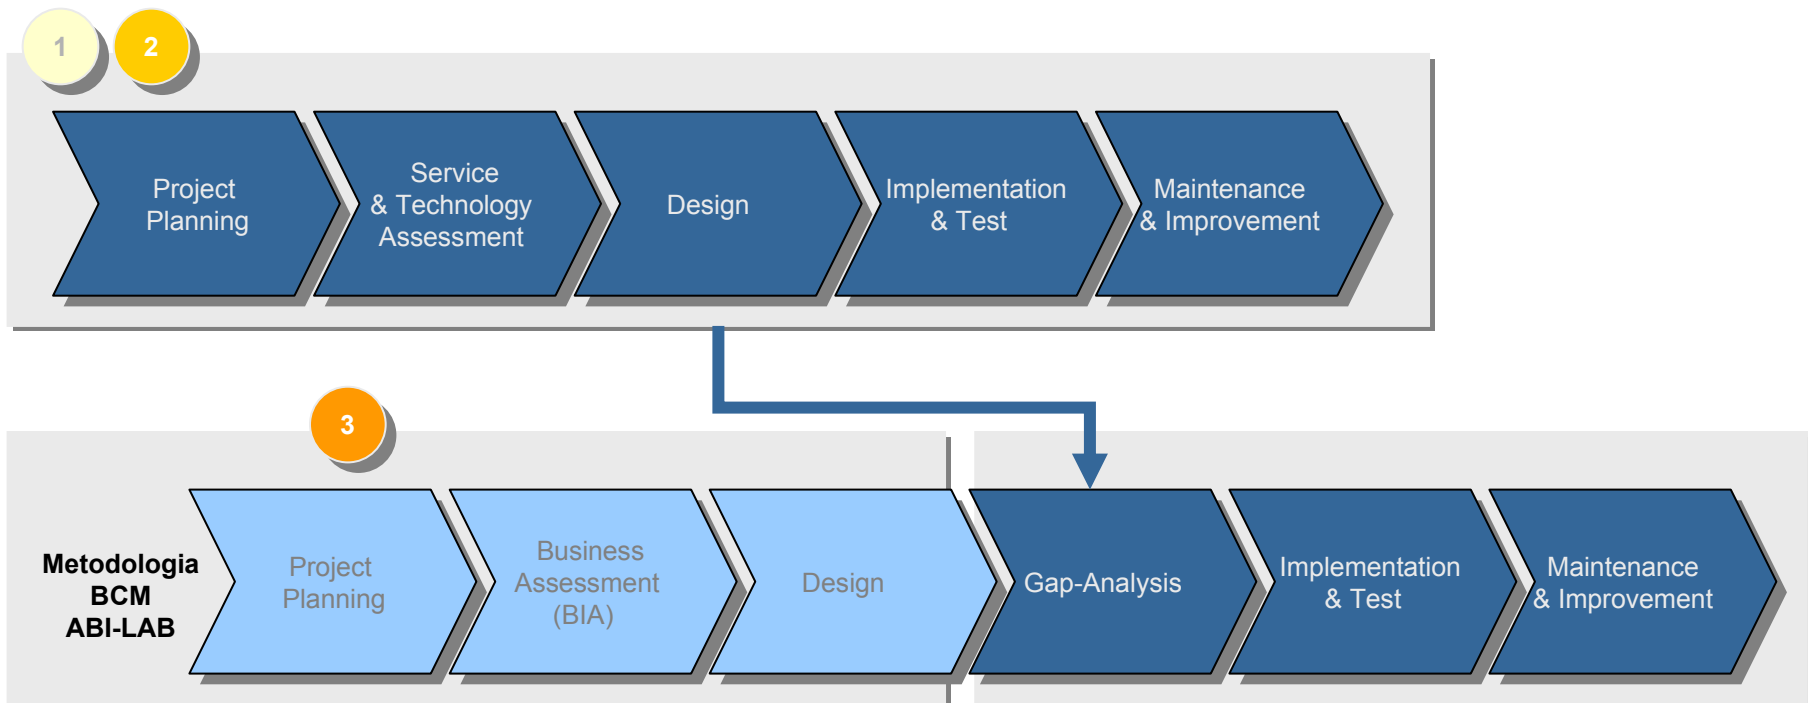 1
2
Project
Planning
Service
& Technology
Assessment
Design
Implementation
& Test
Maintenance
& Improvement
3
Metodologia
BCM
ABI-LAB
Project
Planning
Business
Assessment
(BIA)
Design
Gap-Analysis
Implementation
& Test
Maintenance
& Improvement